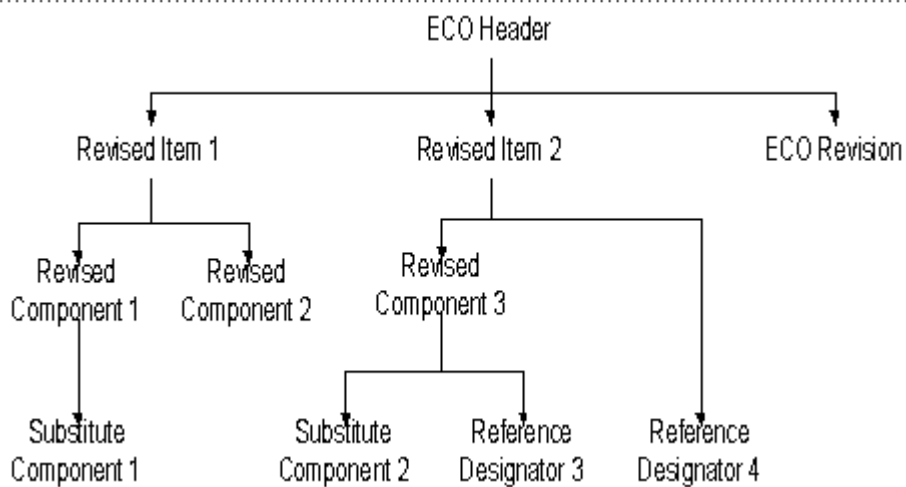 ECO Header
Revised Item 1
Revised Item 2
ECO Revision
Revised
Component 1
Revised
Component 2
Revised
Component 3
Substitute
Component 1
Substitute
Component 2
Reference
Designator 3
Reference
Designator 4